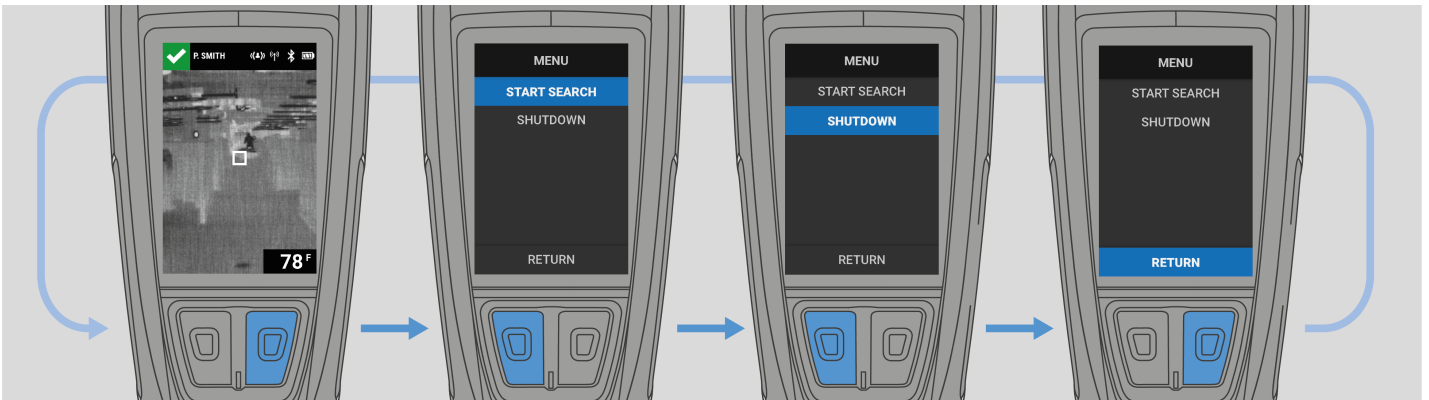 P. SMITH
78 F
MENU
START SEARCH
SHUTDOWN
RETURN
MENU
START SEARCH
SHUTDOWN
RETURN
MENU
START SEARCH
SHUTDOWN
RETURN